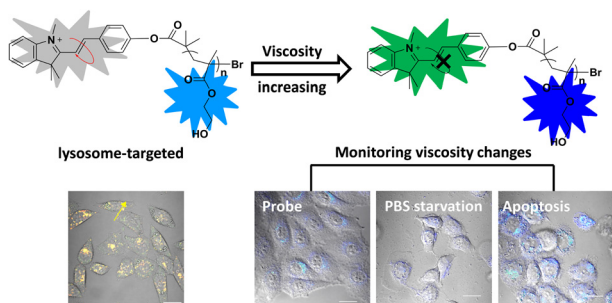 N
+
O
O
n
Br
O
O
HO
Viscosity
increasing
N
+
O
O
n
Br
O
O
HO
lysosome-targeted
Monitoring viscosity changes
Probe
PBS starvation
Apoptosis